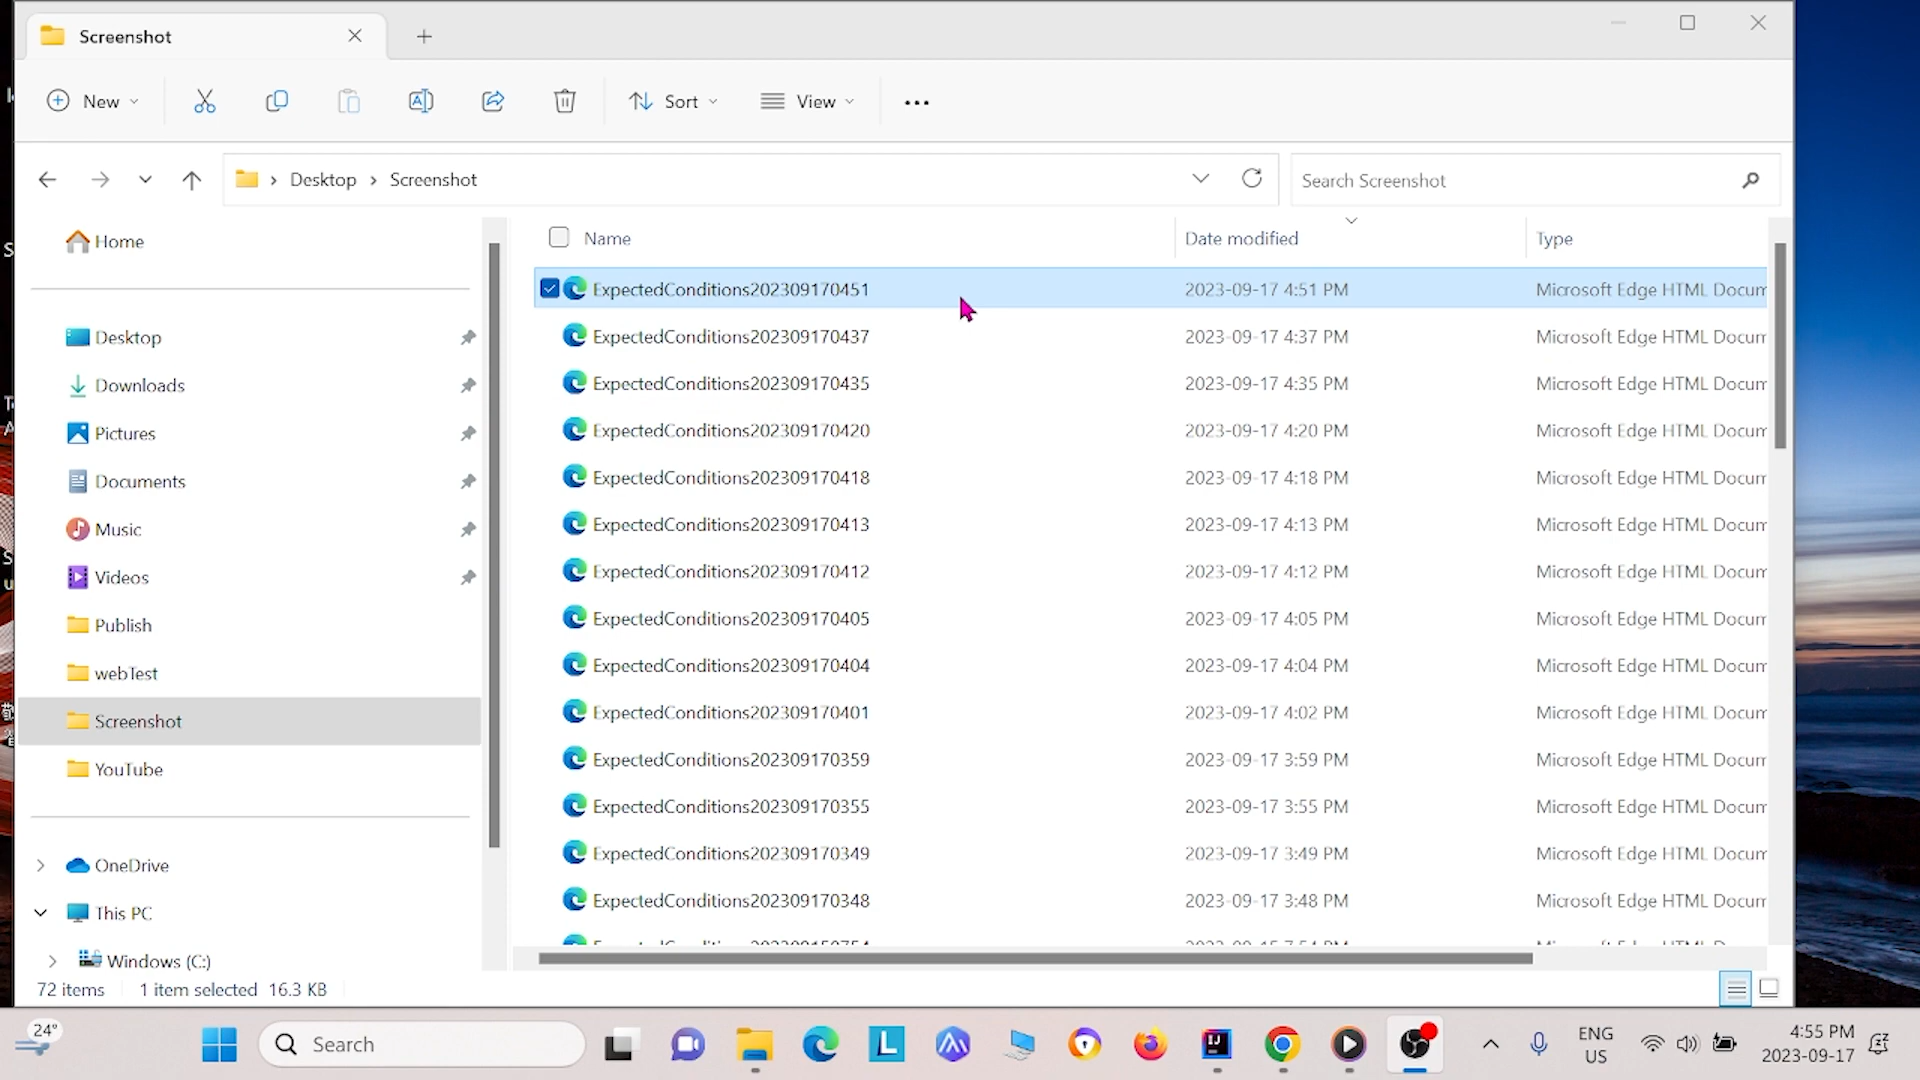 Screenshot
New
Sort
View
Desktop
Screenshot
Search Screenshot
Home
Desktop
Downloads
Pictures
Documents
Music
Videos
Publish
webTest
Screenshot
YouTube
OneDrive
This PC
Windows (C:)
Name Date modified Type
ExpectedConditions202309170451 2023-09-17 4:51 PM Microsoft Edge HTML Docum
ExpectedConditions202309170437 2023-09-17 4:37 PM Microsoft Edge HTML Docum
ExpectedConditions202309170435 2023-09-17 4:35 PM Microsoft Edge HTML Docum
ExpectedConditions202309170420 2023-09-17 4:20 PM Microsoft Edge HTML Docum
ExpectedConditions202309170418 2023-09-17 4:18 PM Microsoft Edge HTML Docum
ExpectedConditions202309170413 2023-09-17 4:13 PM Microsoft Edge HTML Docum
ExpectedConditions202309170412 2023-09-17 4:12 PM Microsoft Edge HTML Docum
ExpectedConditions202309170405 2023-09-17 4:05 PM Microsoft Edge HTML Docum
ExpectedConditions202309170404 2023-09-17 4:04 PM Microsoft Edge HTML Docum
ExpectedConditions202309170401 2023-09-17 4:02 PM Microsoft Edge HTML Docum
ExpectedConditions202309170359 2023-09-17 3:59 PM Microsoft Edge HTML Docum
ExpectedConditions202309170355 2023-09-17 3:55 PM Microsoft Edge HTML Docum
ExpectedConditions202309170349 2023-09-17 3:49 PM Microsoft Edge HTML Docum
ExpectedConditions202309170348 2023-09-17 3:48 PM Microsoft Edge HTML Docum
72 items 1 item selected 16.3 KB
24°
Search
ENG
US
4:55 PM
2023-09-17